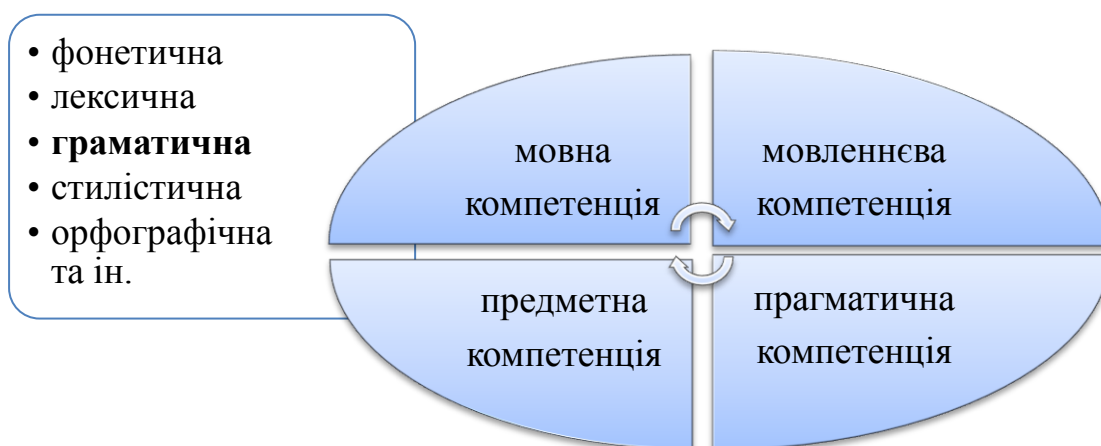 • фонетична
• лексична
• граматична
• стилістична
• орфографічна
та ін.
мовна
компетенція
мовленнєва
компетенція
предметна
компетенція
прагматична
компетенція